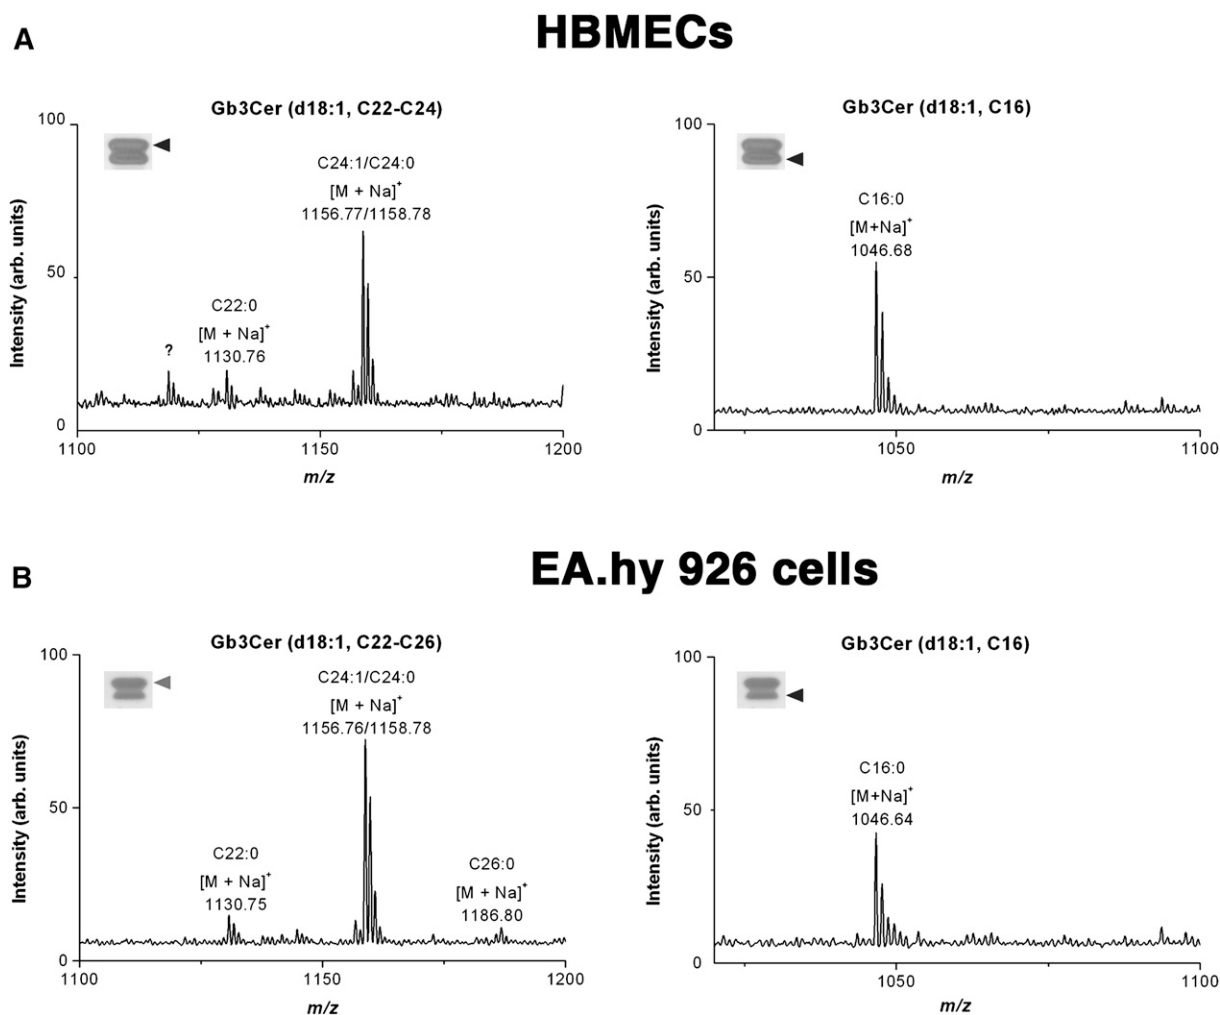 A
HBMECs
Gb3Cer (d18:1, C22-C24)
100
50
0
Intensity (arb. units)
?
C22:0
[M + Na]⁺
1130.76
C24:1/C24:0
[M + Na]⁺
1156.77/1158.78
1100
1150
1200
m/z
Gb3Cer (d18:1, C16)
100
50
0
Intensity (arb. units)
C16:0
[M+Na]⁺
1046.68
1050
1100
m/z
B
EA.hy 926 cells
Gb3Cer (d18:1, C22-C26)
100
50
0
Intensity (arb. units)
C22:0
[M + Na]⁺
1130.75
C24:1/C24:0
[M + Na]⁺
1156.76/1158.78
C26:0
[M + Na]⁺
1186.80
1100
1150
1200
m/z
Gb3Cer (d18:1, C16)
100
50
0
Intensity (arb. units)
C16:0
[M+Na]⁺
1046.64
1050
1100
m/z